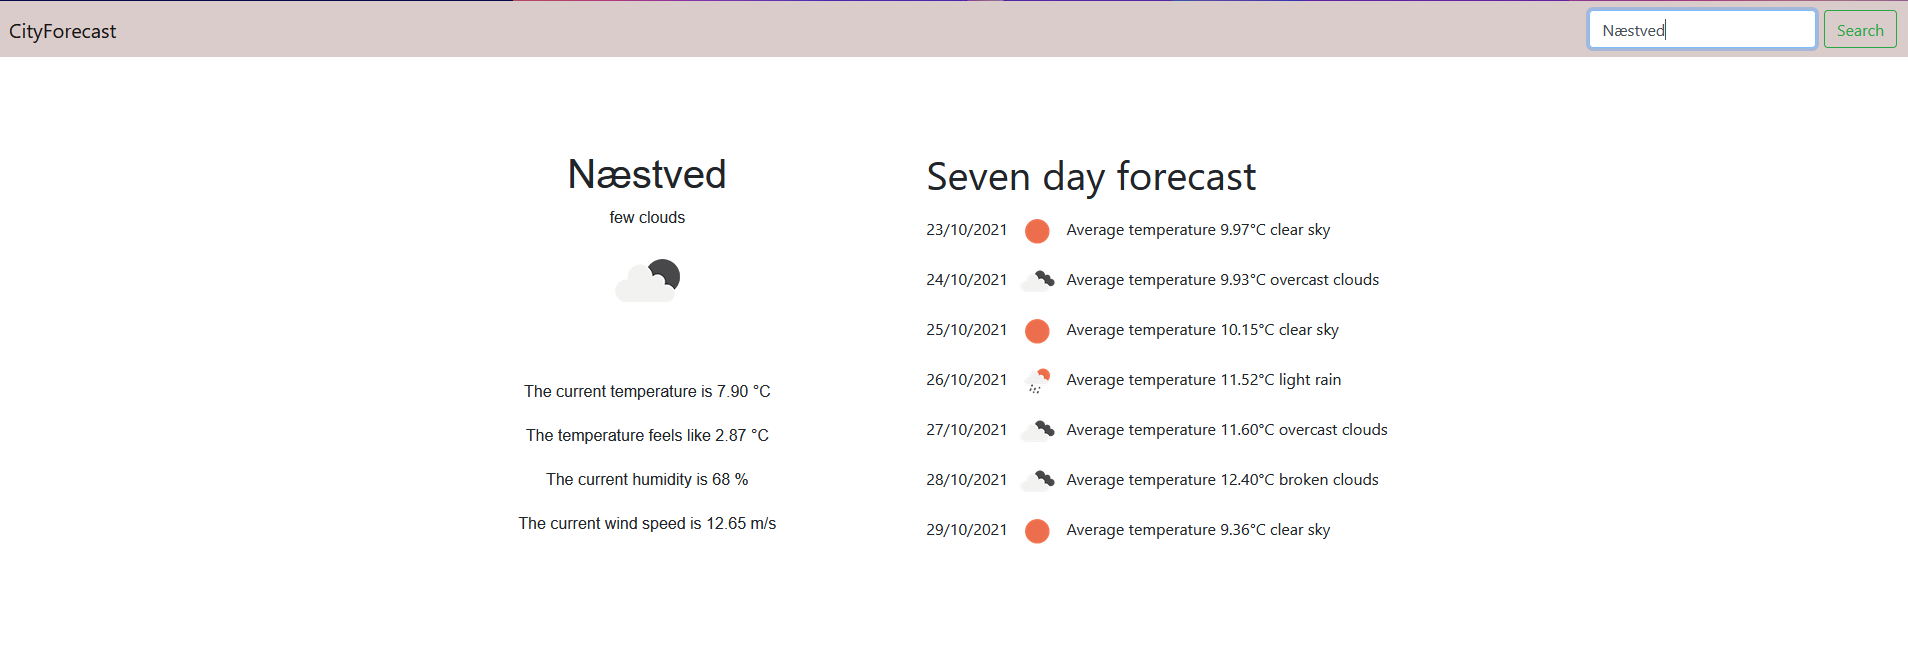 CityForecast
Næstved
Search
Næstved
few clouds
The current temperature is 7.90 °C
The temperature feels like 2.87 °C
The current humidity is 68 %
The current wind speed is 12.65 m/s
Seven day forecast
23/10/2021 Average temperature 9.97°C clear sky
24/10/2021 Average temperature 9.93°C overcast clouds
25/10/2021 Average temperature 10.15°C clear sky
26/10/2021 Average temperature 11.52°C light rain
27/10/2021 Average temperature 11.60°C overcast clouds
28/10/2021 Average temperature 12.40°C broken clouds
29/10/2021 Average temperature 9.36°C clear sky